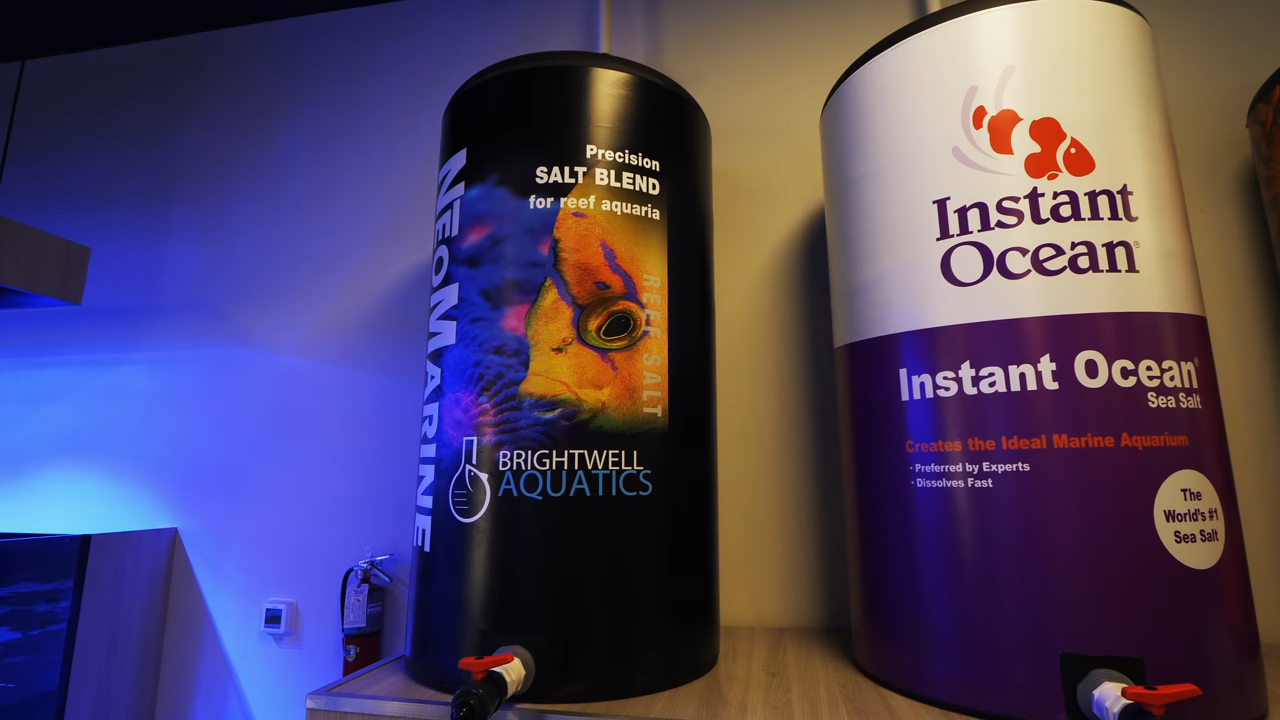 NEOMARINE
Precision
SALT BLEND
for reef aquaria
REEF SALT
BRIGHTWELL
AQUATICS
Instant
Ocean®
Instant Ocean®
Sea Salt
Creates the Ideal Marine Aquarium
· Preferred by Experts
· Dissolves Fast
The
World's #1
Sea Salt